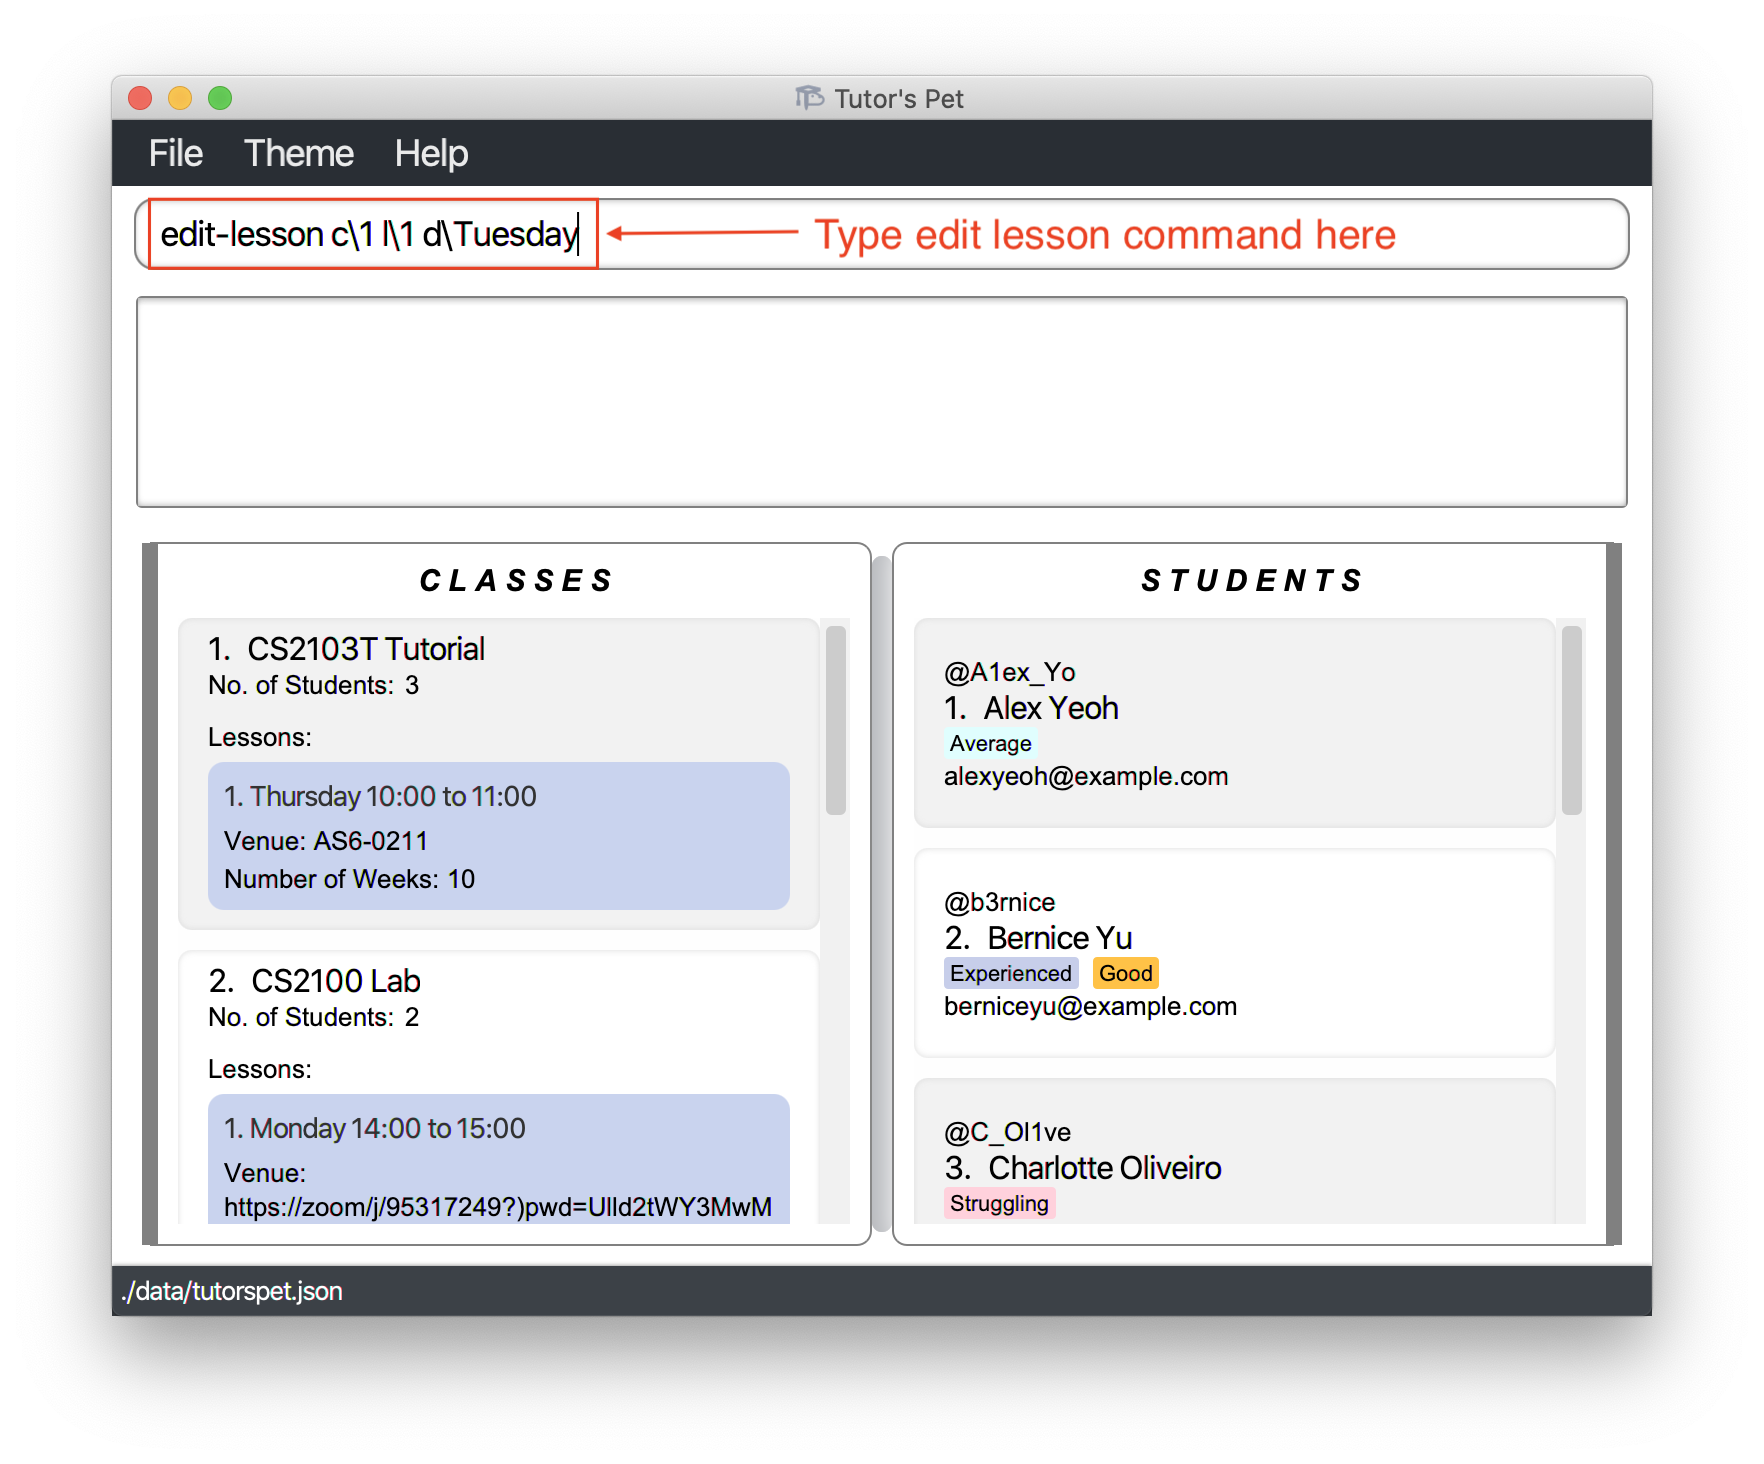 Tutor's Pet
File Theme Help
edit-lesson c\1 l\1 d\Tuesday
Type edit lesson command here
CLASSES
1. CS2103T Tutorial
No. of Students: 3
Lessons:
1. Thursday 10:00 to 11:00
Venue: AS6-0211
Number of Weeks: 10
2. CS2100 Lab
No. of Students: 2
Lessons:
1. Monday 14:00 to 15:00
Venue:
https://zoom/j/95317249?)pwd=Ulld2tWY3MwM
STUDENTS
@A1ex_Yo
1. Alex Yeoh
Average
alexyeoh@example.com
@b3rnice
2. Bernice Yu
Experienced Good
berniceyu@example.com
@C_Ol1ve
3. Charlotte Oliveiro
Struggling
./data/tutorspet.json